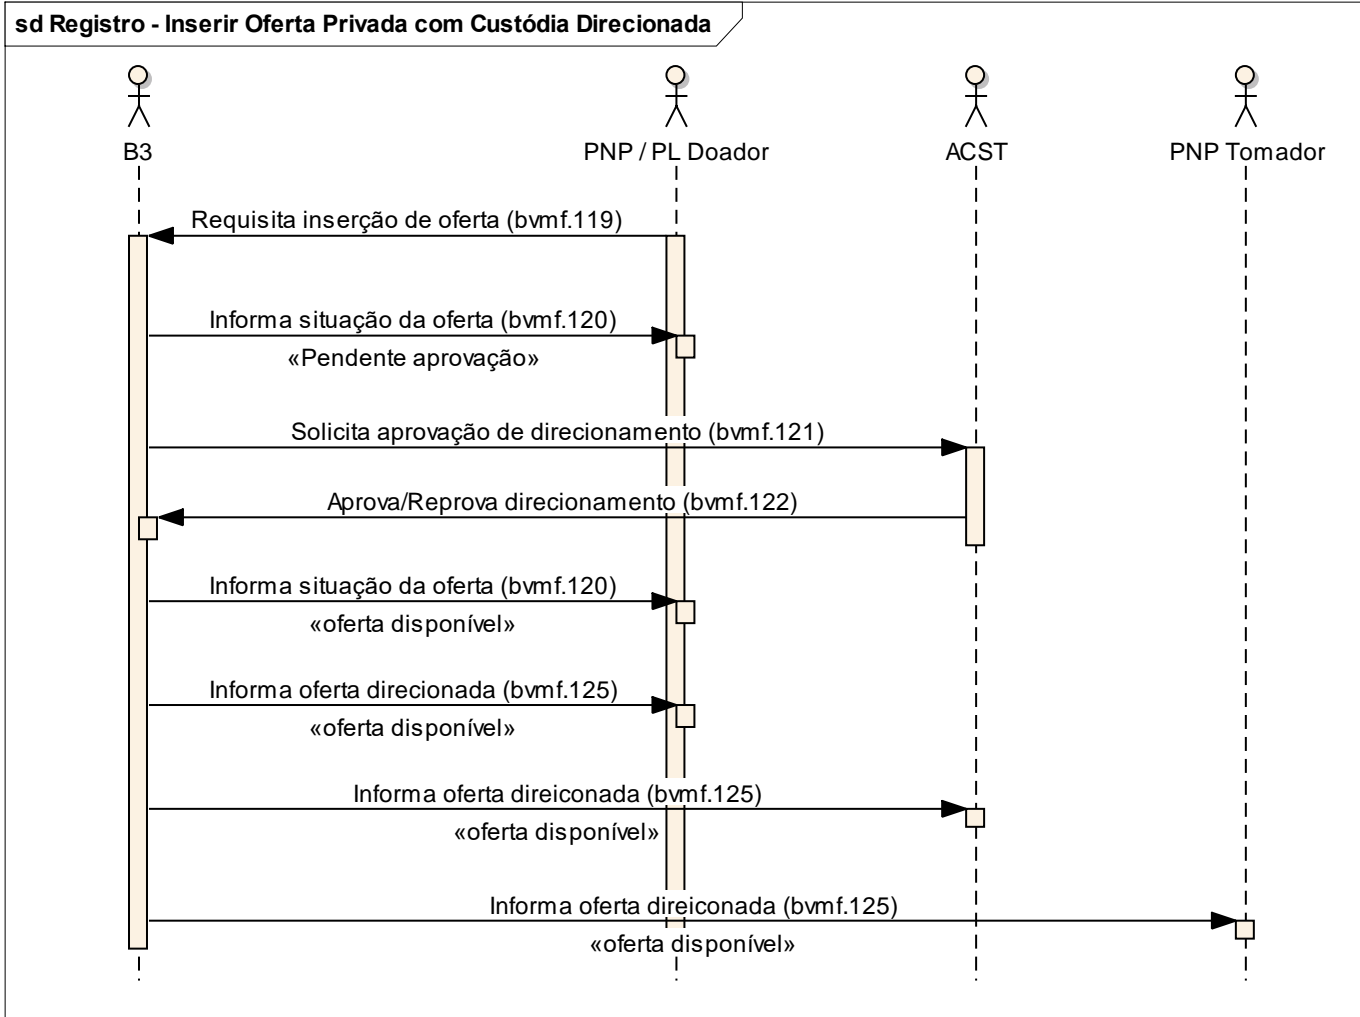 sd Registro - Inserir Oferta Privada com Custódia Direcionada
B3
PNP / PL Doador
ACST
PNP Tomador
Requisita inserção de oferta (bvmf.119)
Informa situação da oferta (bvmf.120)
«Pendente aprovação»
Solicita aprovação de direcionamento (bvmf.121)
Aprova/Reprova direcionamento (bvmf.122)
Informa situação da oferta (bvmf.120)
«oferta disponível»
Informa oferta direcionada (bvmf.125)
«oferta disponível»
Informa oferta direiconada (bvmf.125)
«oferta disponível»
Informa oferta direiconada (bvmf.125)
«oferta disponível»